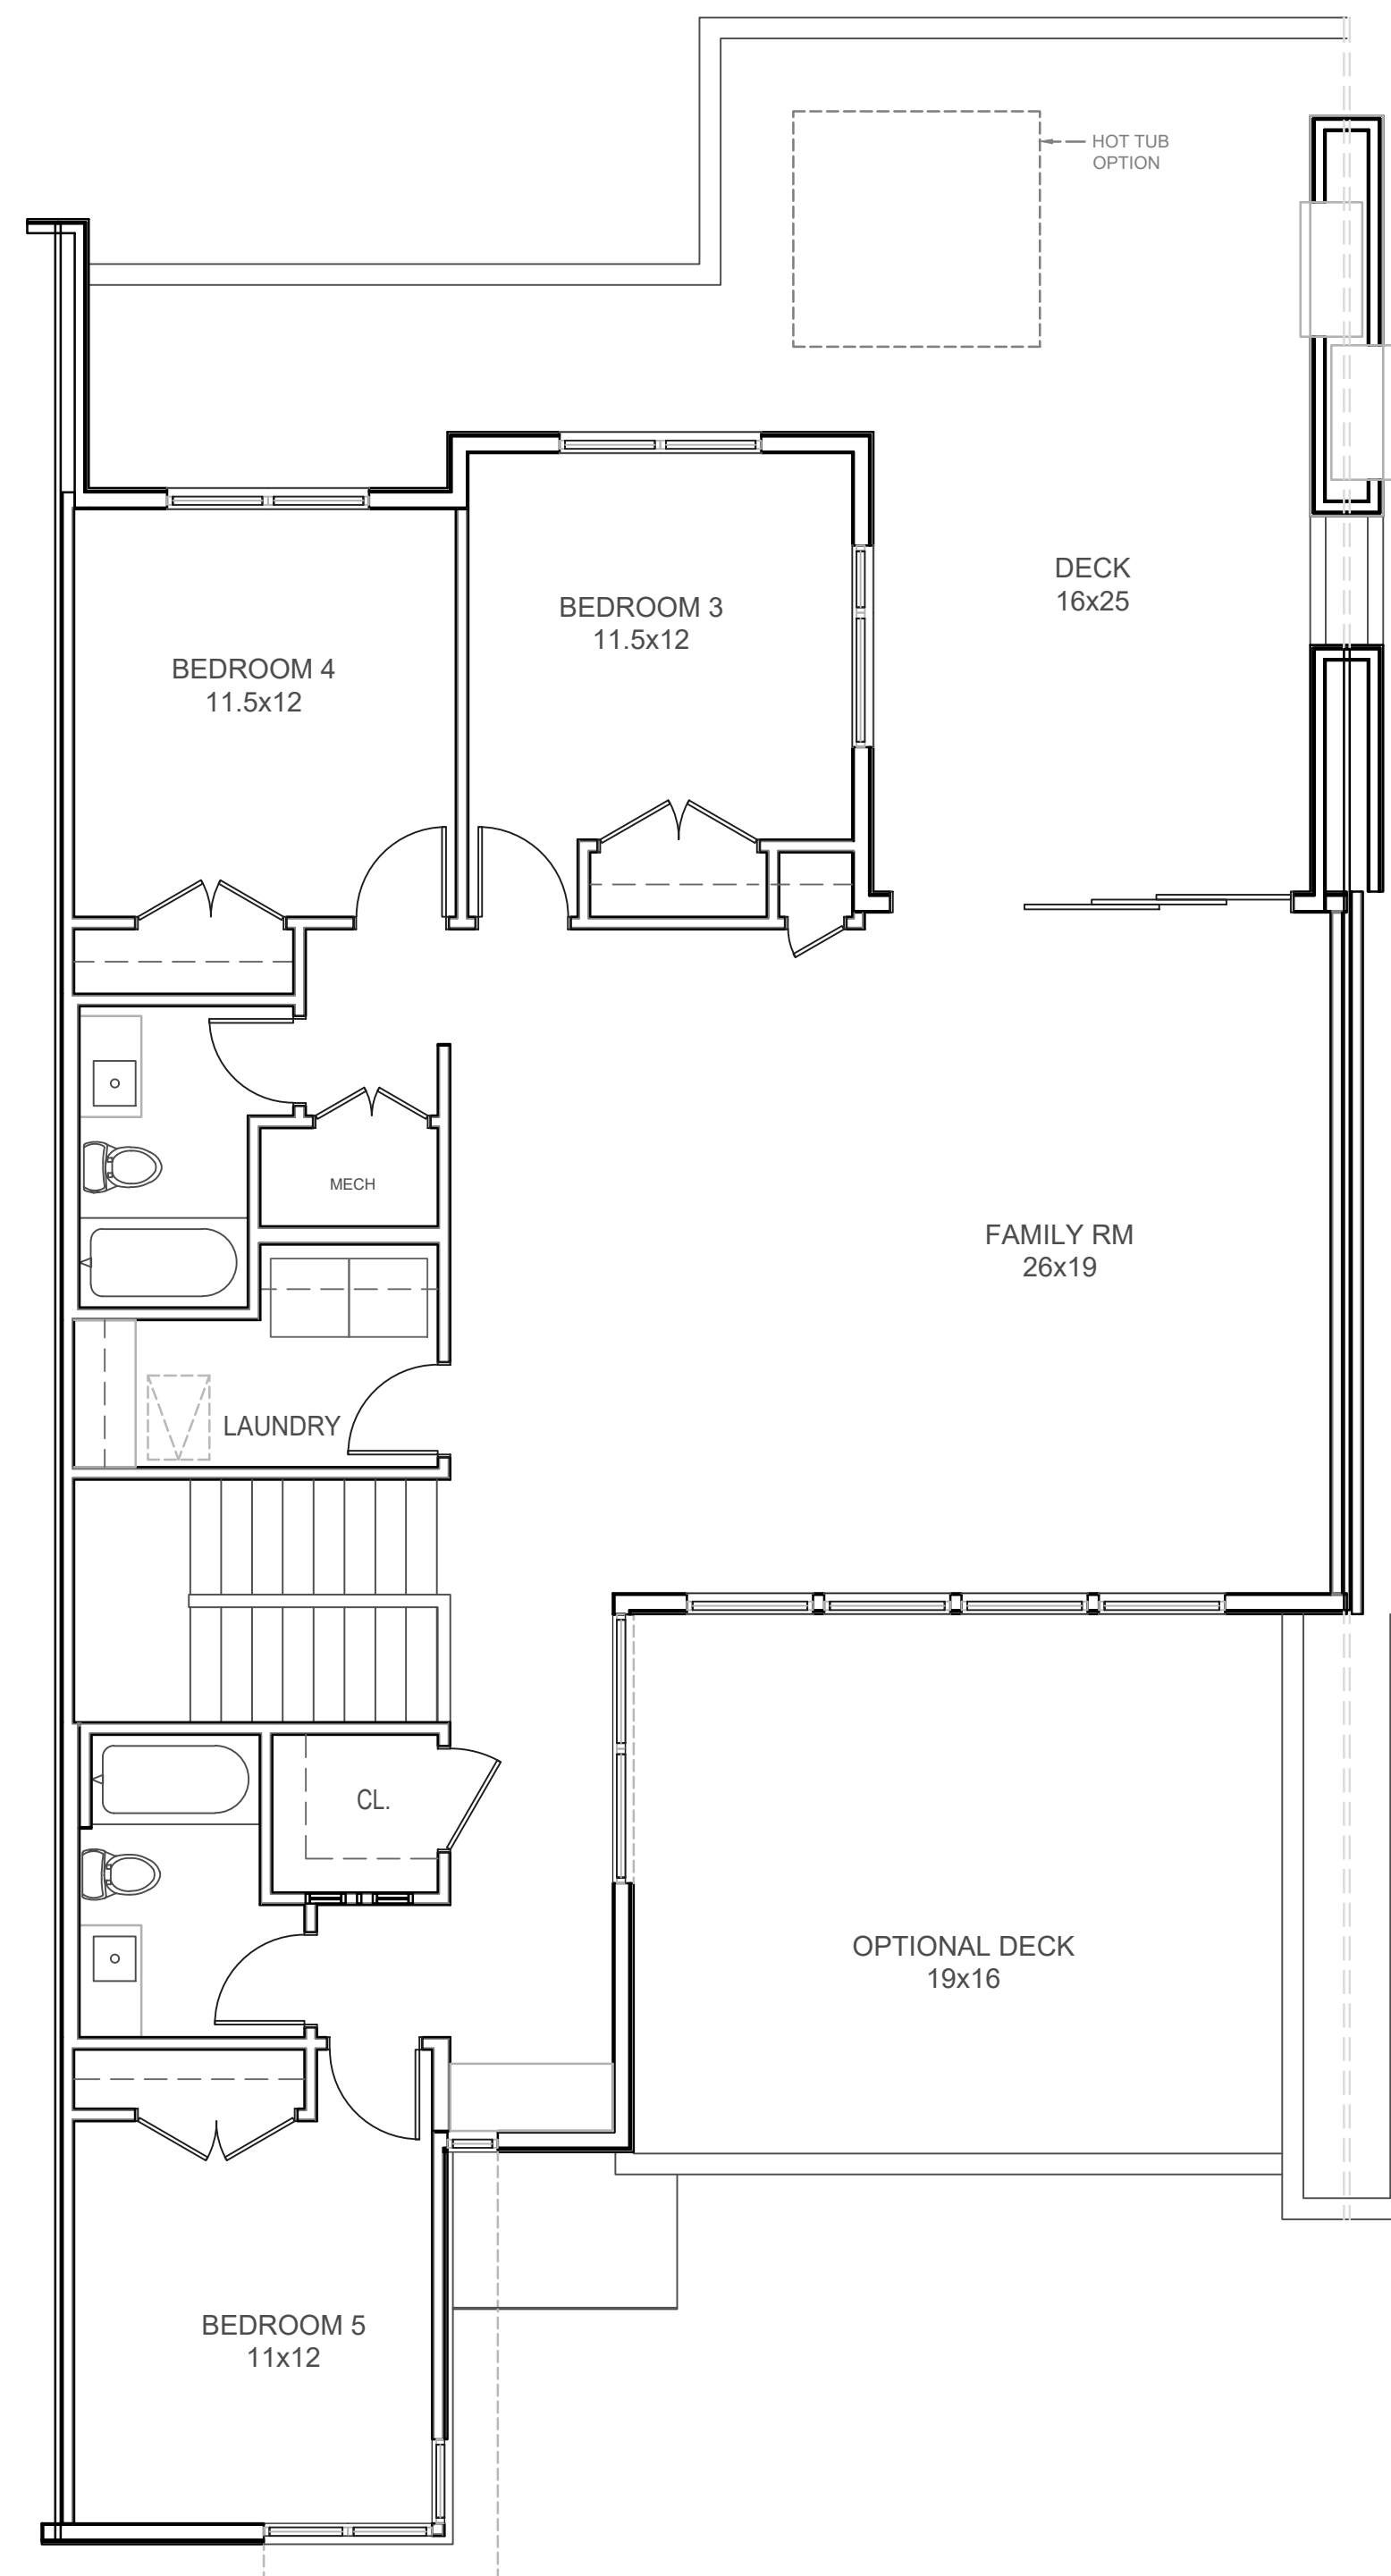 HOT TUB
OPTION
DECK
16x25
BEDROOM 3
11.5x12
BEDROOM 4
11.5x12
MECH
FAMILY RM
26x19
LAUNDRY
CL.
OPTIONAL DECK
19x16
BEDROOM 5
11x12